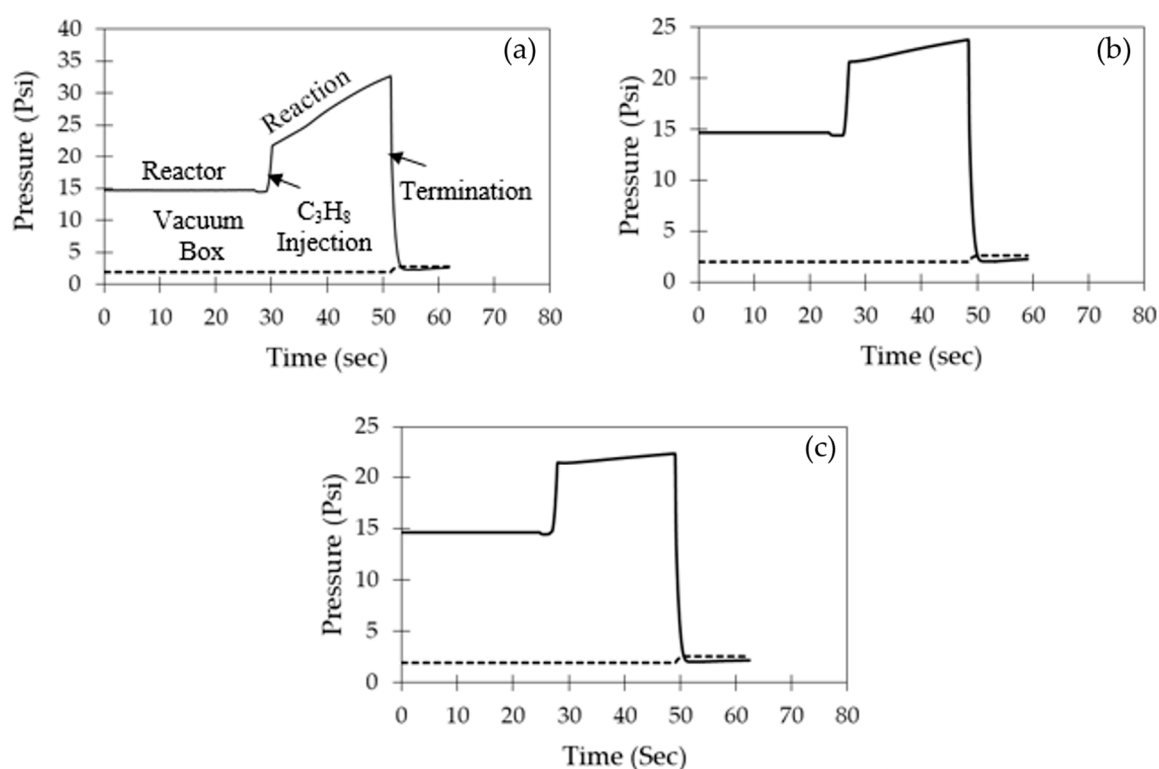 (a)
Pressure (Psi)
40
35
30
25
20
15
10
5
0
Reaction
Reactor
Termination
C₃H₈
Injection
Vacuum
Box
0 10 20 30 40 50 60 70 80
Time (sec)
(b)
Pressure (Psi)
25
20
15
10
5
0
0 10 20 30 40 50 60 70 80
Time (sec)
(c)
Pressure (Psi)
25
20
15
10
5
0
0 10 20 30 40 50 60 70 80
Time (Sec)